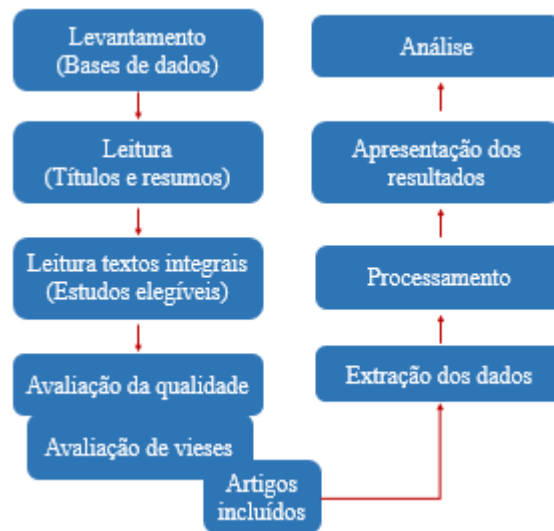 Levantamento
(Bases de dados)
Leitura
(Títulos e resumos)
Leitura textos integrais
(Estudos elegíveis)
Avaliação da qualidade
Avaliação de vieses
Artigos
incluídos
Extração dos dados
Processamento
Apresentação dos
resultados
Análise